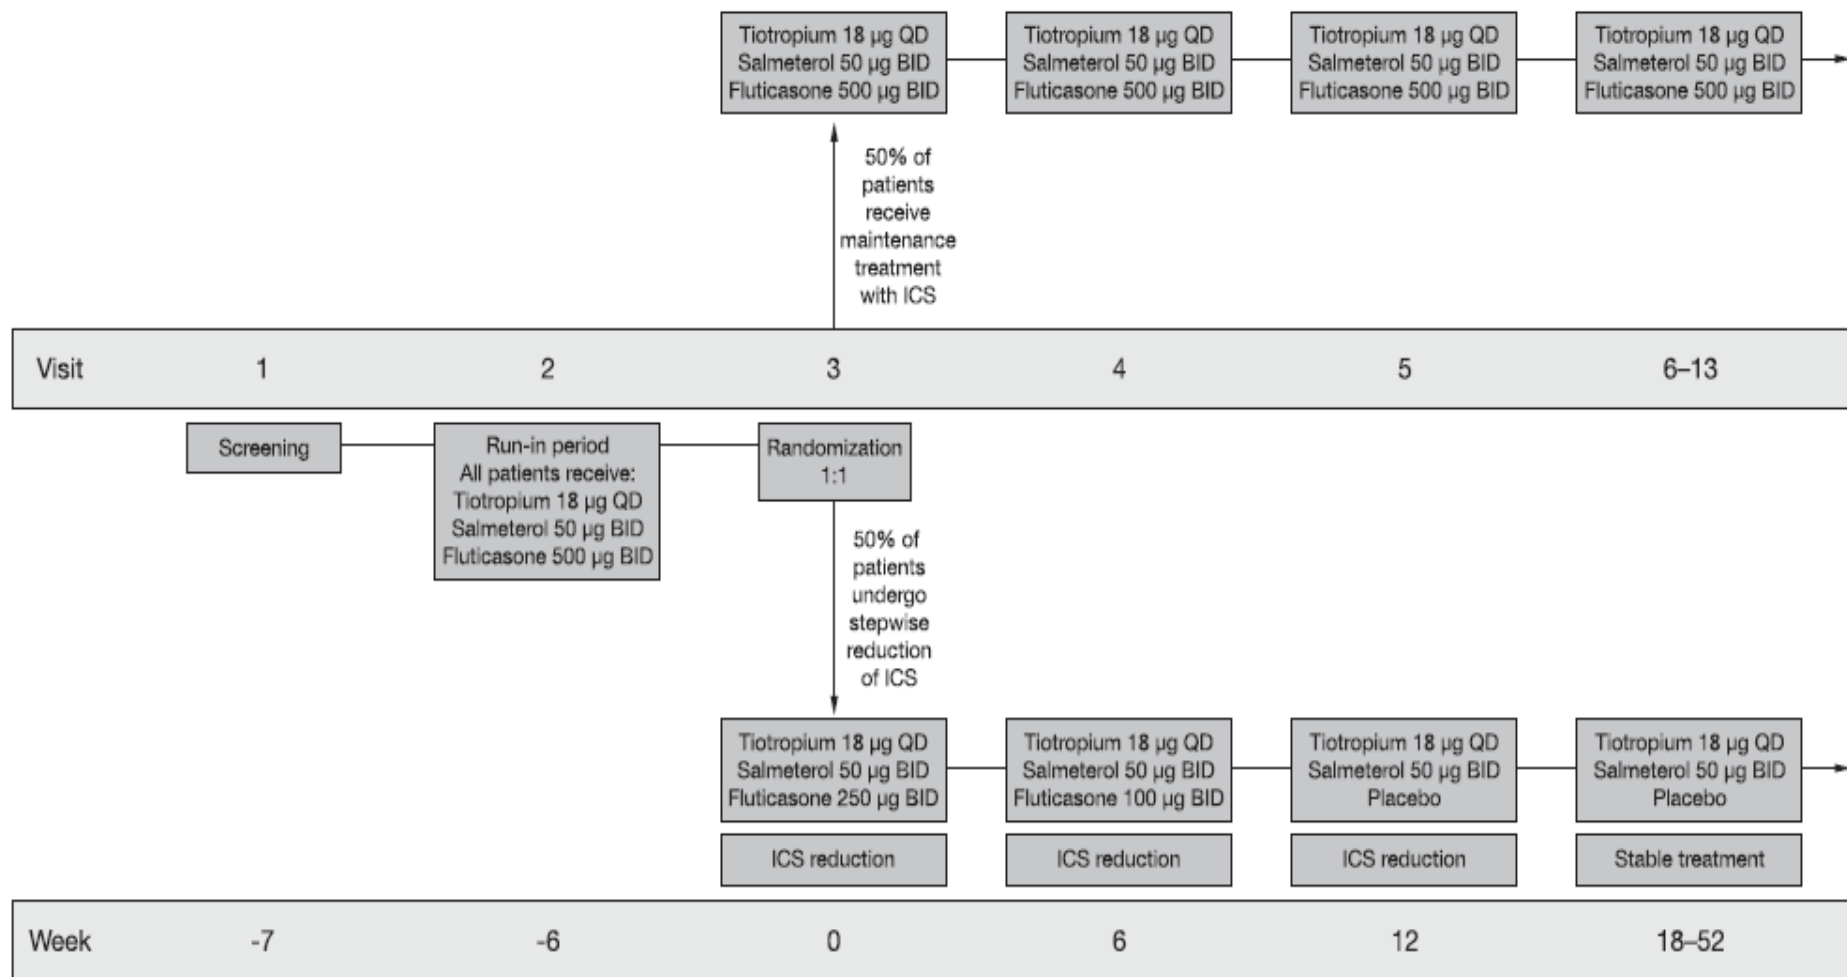 Tiotropium 18 µg QD
Salmeterol 50 µg BID
Fluticasone 500 µg BID
Tiotropium 18 µg QD
Salmeterol 50 µg BID
Fluticasone 500 µg BID
Tiotropium 18 µg QD
Salmeterol 50 µg BID
Fluticasone 500 µg BID
Tiotropium 18 µg QD
Salmeterol 50 µg BID
Fluticasone 500 µg BID
50% of
patients
receive
maintenance
treatment
with ICS
Visit 1 2 3 4 5 6–13
Screening
Run-in period
All patients receive:
Tiotropium 18 µg QD
Salmeterol 50 µg BID
Fluticasone 500 µg BID
Randomization
1:1
50% of
patients
undergo
stepwise
reduction
of ICS
Tiotropium 18 µg QD
Salmeterol 50 µg BID
Fluticasone 250 µg BID
Tiotropium 18 µg QD
Salmeterol 50 µg BID
Fluticasone 100 µg BID
Tiotropium 18 µg QD
Salmeterol 50 µg BID
Placebo
Tiotropium 18 µg QD
Salmeterol 50 µg BID
Placebo
ICS reduction
ICS reduction
ICS reduction
Stable treatment
Week -7 -6 0 6 12 18–52